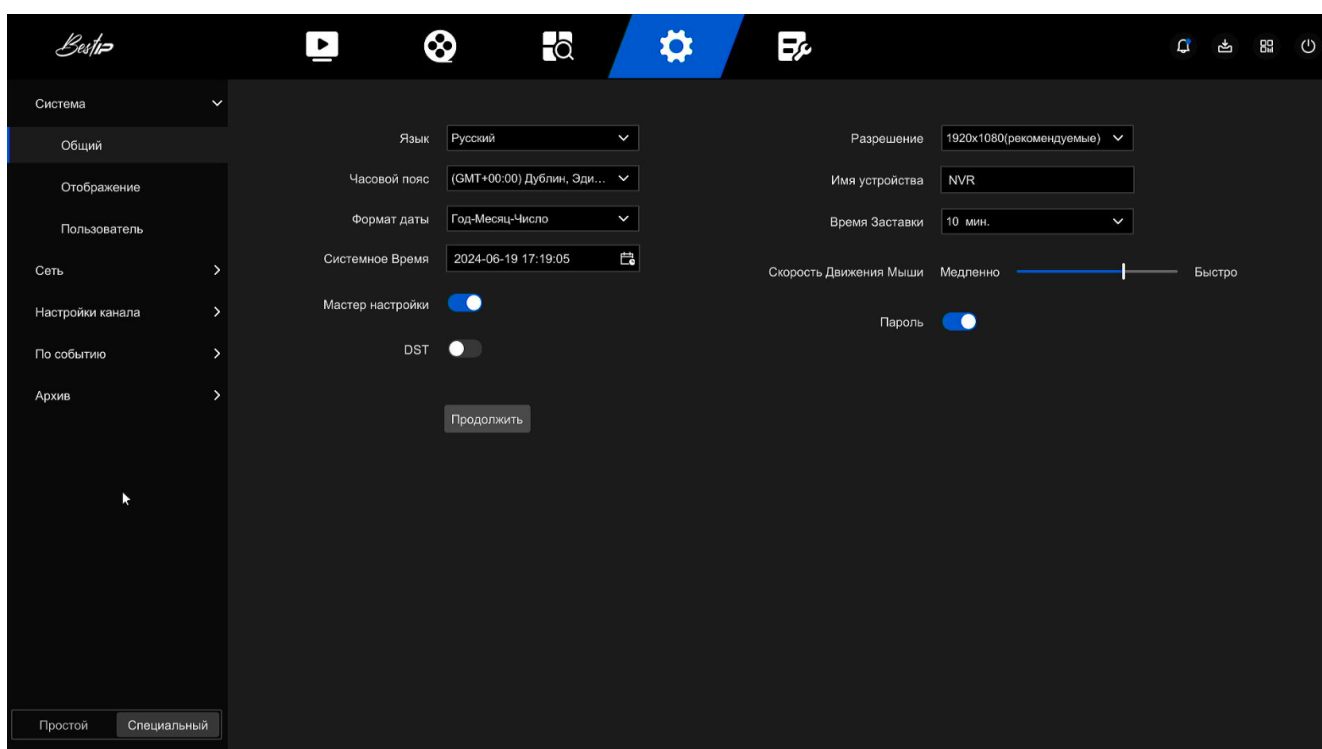 Bestip
Система
Общий
Отображение
Пользователь
Сеть
Настройки канала
По событию
Архив
Простой
Специальный
Язык Русский
Часовой пояс (GMT+00:00) Дублин, Эди...
Формат даты Год-Месяц-Число
Системное Время 2024-06-19 17:19:05
Мастер настройки
DST
Продолжить
Разрешение 1920x1080(рекомендуемые)
Имя устройства NVR
Время Заставки 10 мин.
Скорость Движения Мыши Медленно Быстро
Пароль